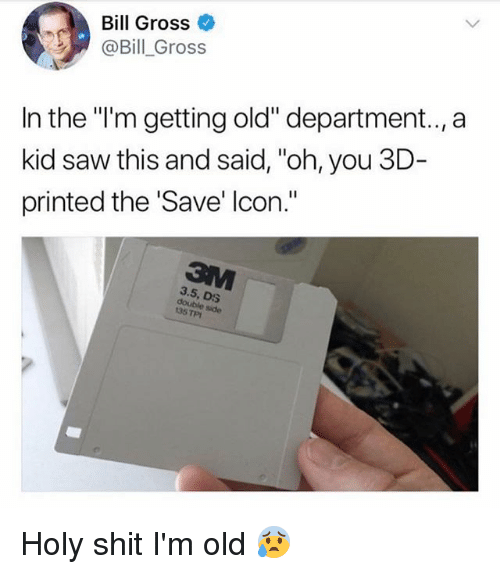 Bill Gross
@Bill_Gross
In the "I'm getting old" department.., a
kid saw this and said, "oh, you 3D-
printed the 'Save' Icon."
IBM
3M
3.5, DS
double side
135 TPI
Holy shit I'm old 😰